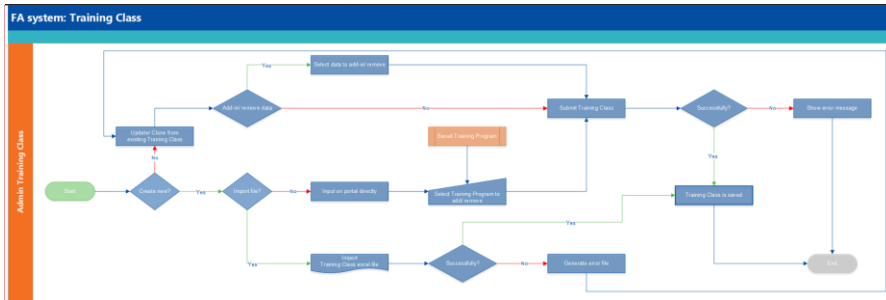 FA system: Training Class
Admin Training Class
Select data to add-in/ remove
Yes
Add-in/ remove data
No
Submit Training Class
Successfully?
No
Show error message
Update/ Clone from
existing Training Class
Saved Training Program
No
Yes
Start
Create new?
Yes
Import file?
No
Input on portal directly
Select Training Program to
add/ remove
Training Class is saved
Yes
Yes
Import
Training Class excel file
Successfully?
No
Generate error file
End